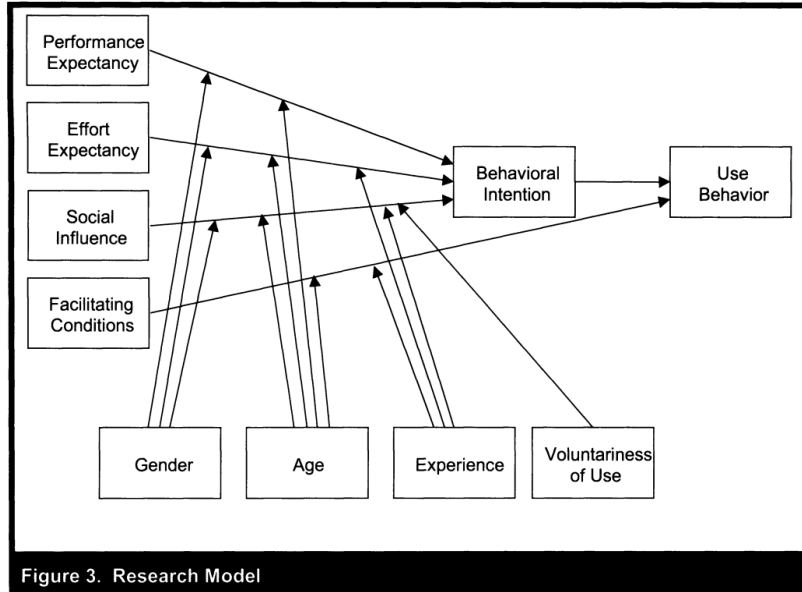 Performance
Expectancy
Effort
Expectancy
Social
Influence
Facilitating
Conditions
Behavioral
Intention
Use
Behavior
Gender
Age
Experience
Voluntariness
of Use
Figure 3. Research Model